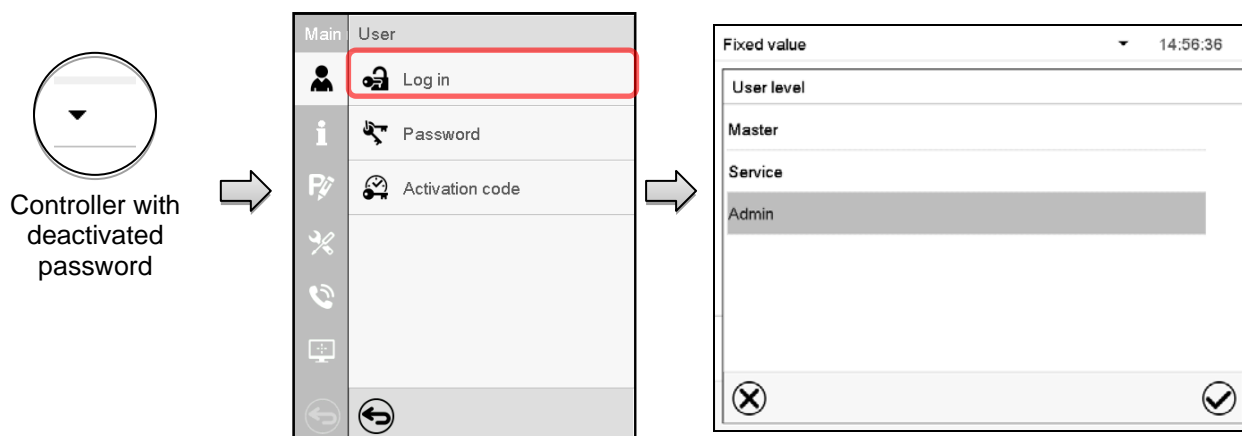 Controller with
deactivated
password
Main
User
Log in
Password
Activation code
Fixed value
14:56:36
User level
Master
Service
Admin